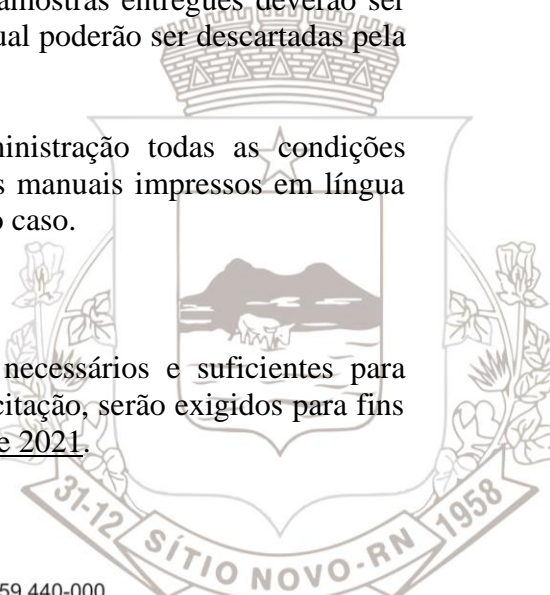 amostras entregues deverão ser
ual poderão ser descartadas pela
ministração todas as condições
s manuais impressos em língua
o caso.
necessários e suficientes para
citação, serão exigidos para fins
e 2021.
31-12 SÍTIO NOVO-RN 1958
59.440-000